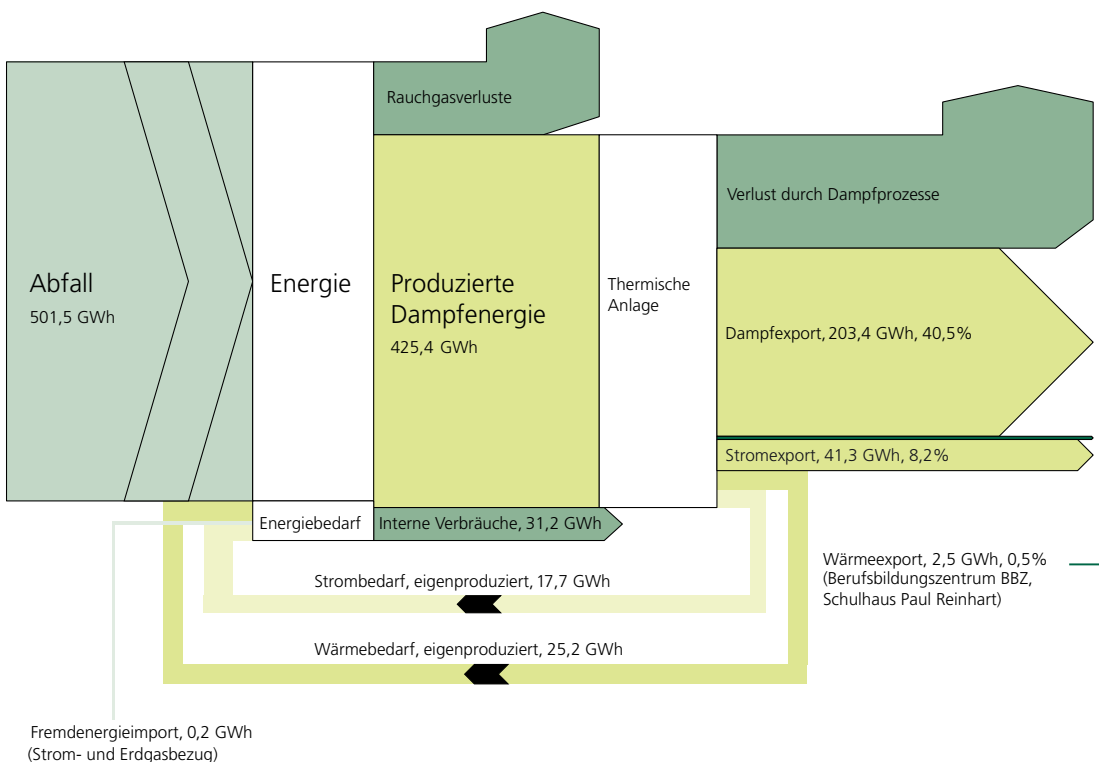 Rauchgasverluste
Verlust durch Dampfprozesse
Abfall
501,5 GWh
Energie
Produzierte
Dampfenergie
425,4 GWh
Thermische
Anlage
Dampfexport, 203,4 GWh, 40,5%
Stromexport, 41,3 GWh, 8,2%
Energiebedarf
Interne Verbräuche, 31,2 GWh
Strombedarf, eigenproduziert, 17,7 GWh
Wärmeexport, 2,5 GWh, 0,5%
(Berufsbildungszentrum BBZ,
Schulhaus Paul Reinhart)
Wärmebedarf, eigenproduziert, 25,2 GWh
Fremdenergieimport, 0,2 GWh
(Strom- und Erdgasbezug)